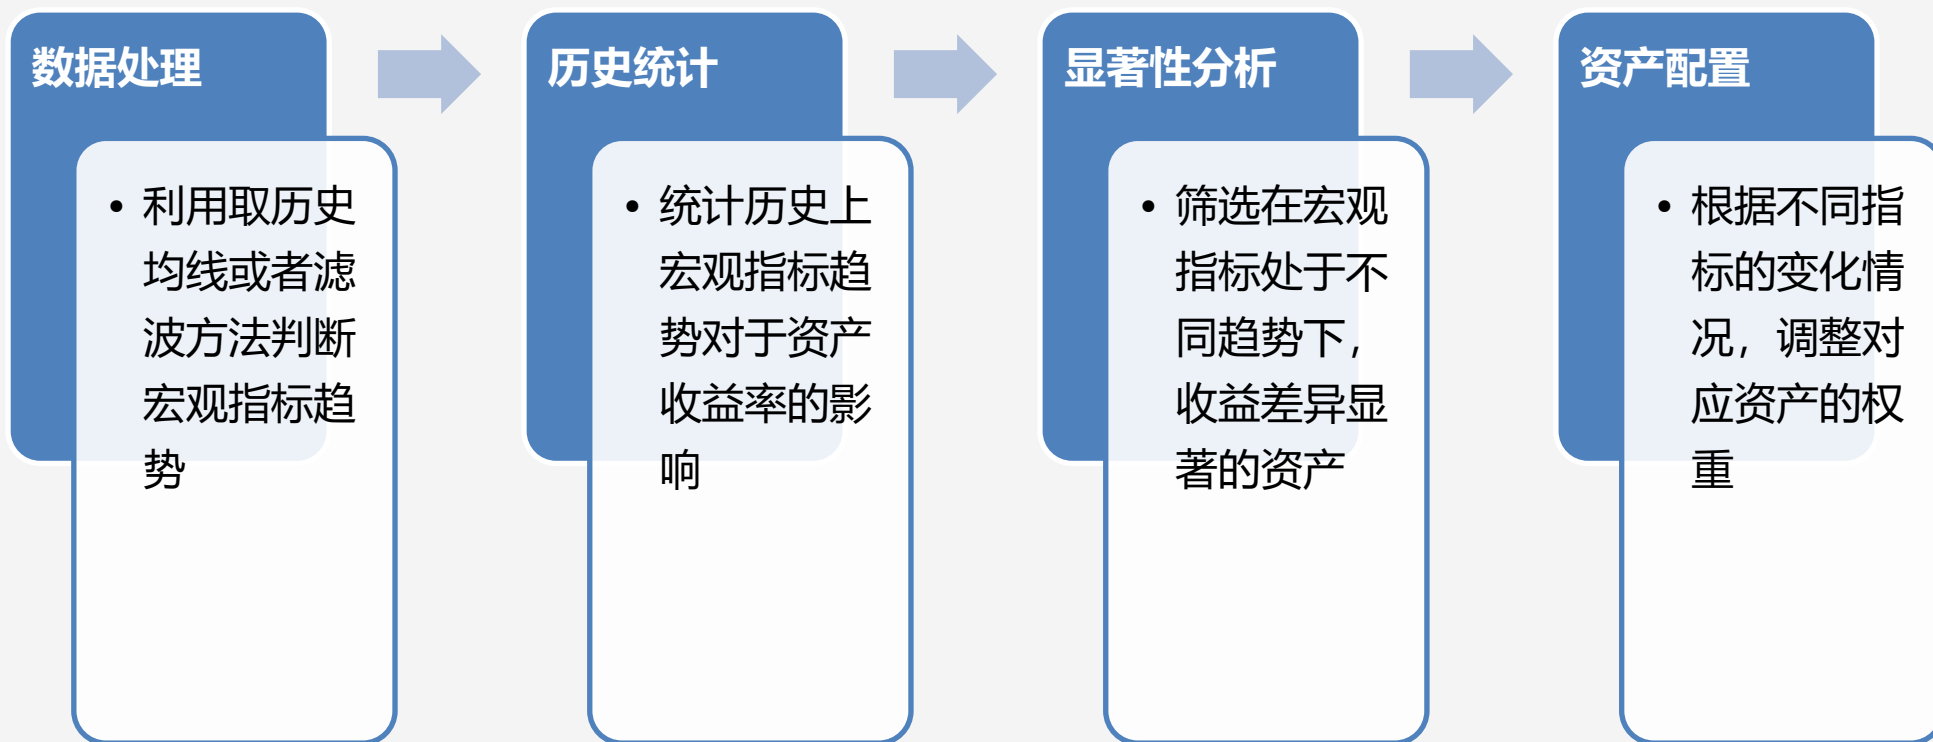 数据处理
• 利用取历史
均线或者滤
波方法判断
宏观指标趋
势
历史统计
• 统计历史上
宏观指标趋
势对于资产
收益率的影
响
显著性分析
• 筛选在宏观
指标处于不
同趋势下，
收益差异显
著的资产
资产配置
• 根据不同指
标的变化情
况，调整对
应资产的权
重